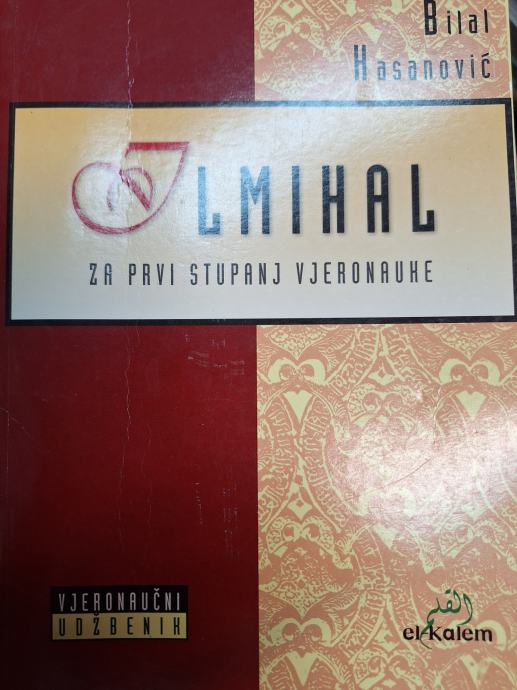 Bilal
Hasanović
ILMIHAL
ZA PRVI STUPANJ VJERONAUKE
VJERONAUČNI
UDŽBENIK
القلم
el-Kalem